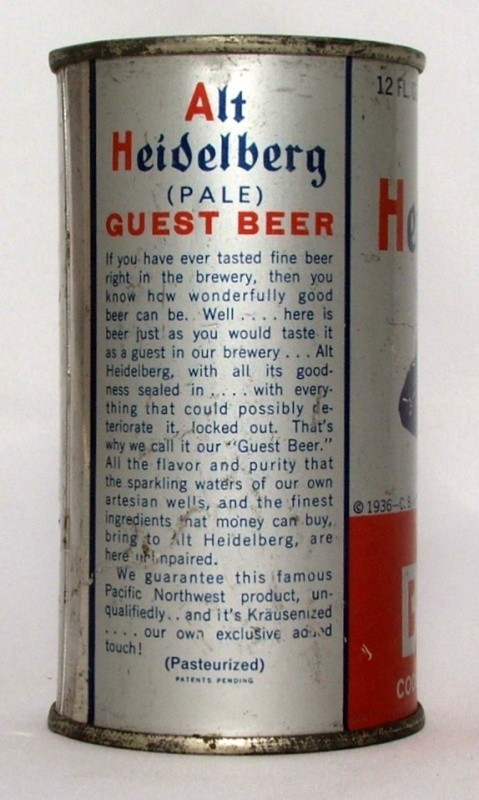 Alt
Heidelberg
(PALE)
GUEST BEER
If you have ever tasted fine beer
right in the brewery, then you
know how wonderfully good
beer can be. Well . . . . here is
beer just as you would taste it
as a guest in our brewery . . . Alt
Heidelberg, with all its good-
ness sealed in . . . . with every-
thing that could possibly de-
teriorate it, locked out. That's
why we call it our "Guest Beer."
All the flavor and purity that
the sparkling waters of our own
artesian wells, and the finest
ingredients that money can buy,
bring to Alt Heidelberg, are
here unimpaired.
We guarantee this famous
Pacific Northwest product, un-
qualifiedly . . and it's Kräusenized
. . . . our own exclusive added
touch!
(Pasteurized)
PATENTS PENDING
12 FL.
He
© 1936—C.